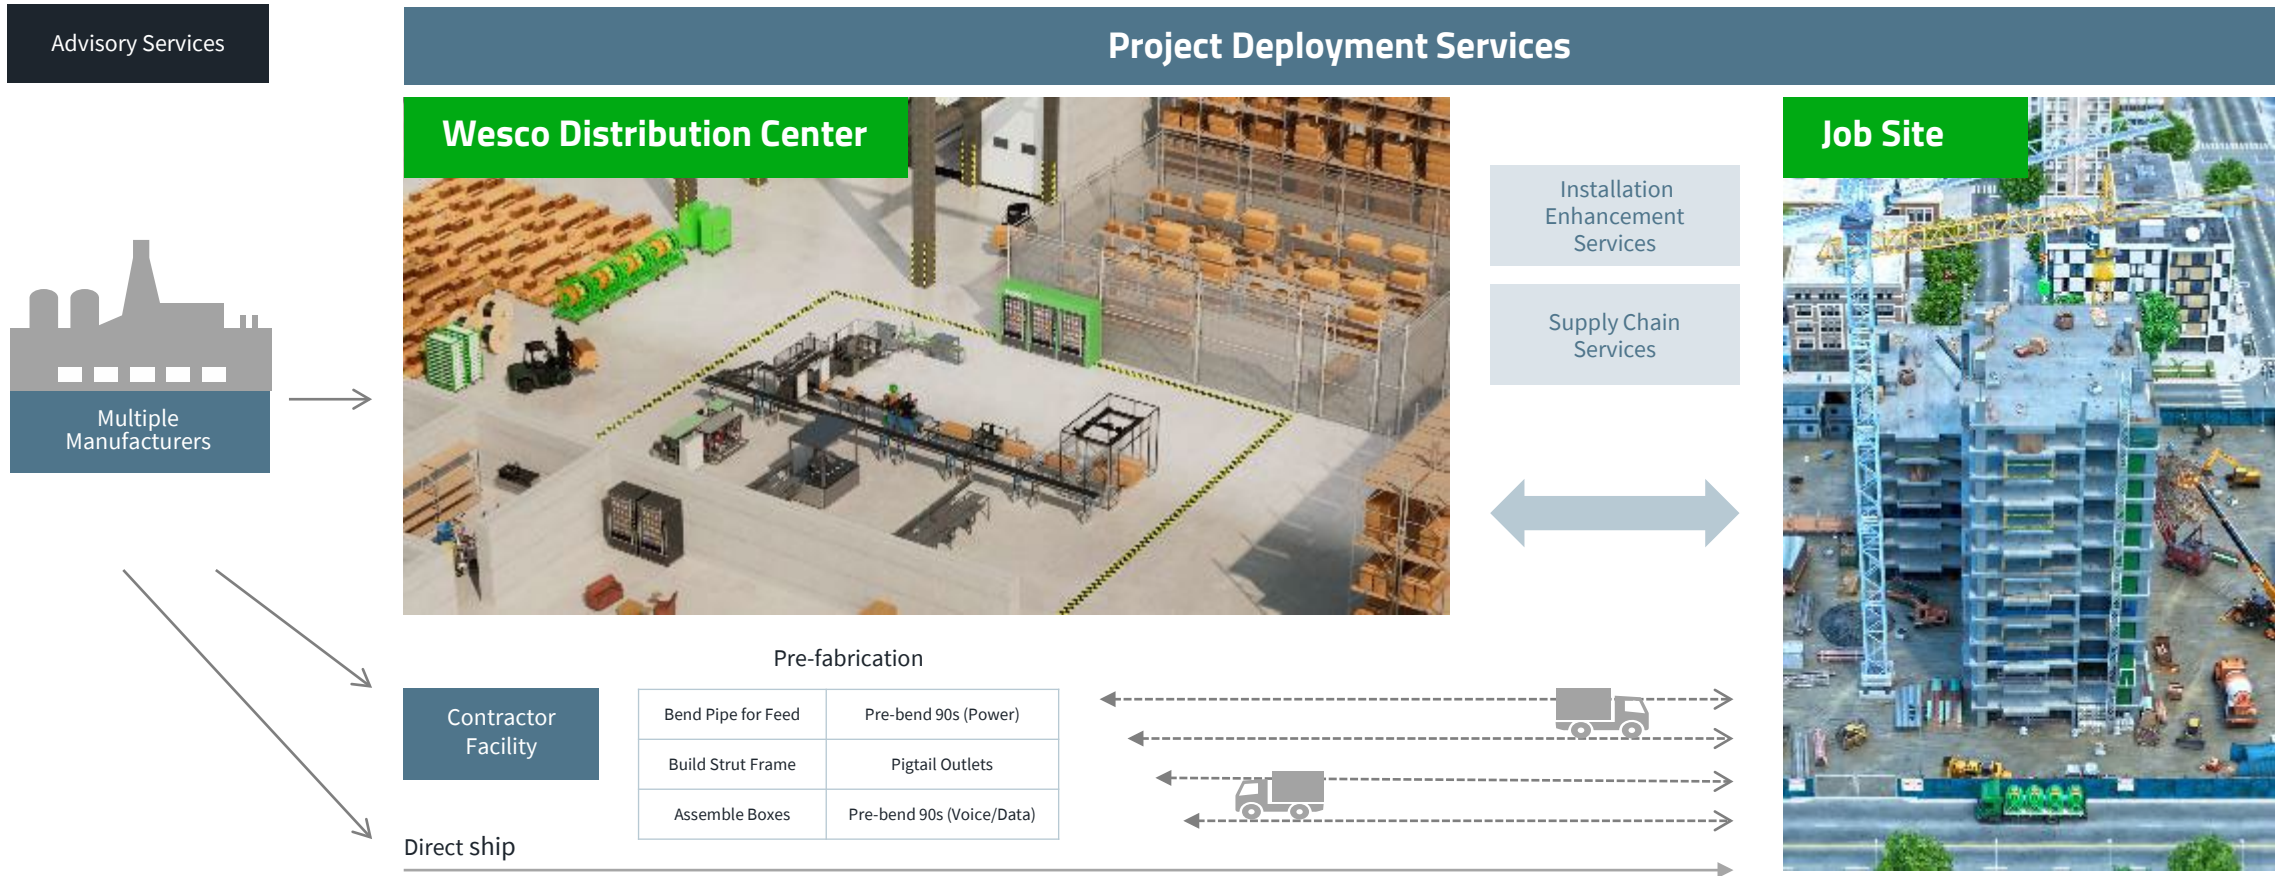 Advisory Services
Project Deployment Services
Wesco Distribution Center
Job Site
Installation
Enhancement
Services
Supply Chain
Services
Multiple
Manufacturers
Pre-fabrication
Contractor
Facility
Bend Pipe for Feed
Pre-bend 90s (Power)
Build Strut Frame
Pigtail Outlets
Assemble Boxes
Pre-bend 90s (Voice/Data)
Direct ship